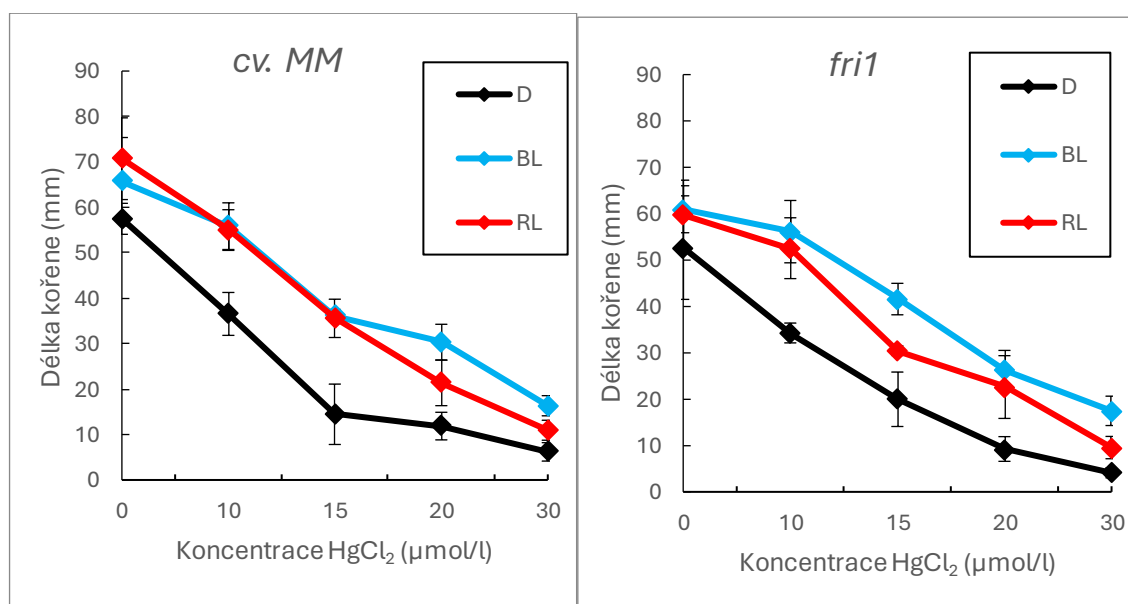 cv. MM
90
80
70
60
50
40
30
20
10
0
Délka kořene (mm)
D
BL
RL
0 10 15 20 30
Koncentrace HgCl₂ (µmol/l)
fri1
90
80
70
60
50
40
30
20
10
0
Délka kořene (mm)
D
BL
RL
0 10 15 20 30
Koncentrace HgCl₂ (µmol/l)